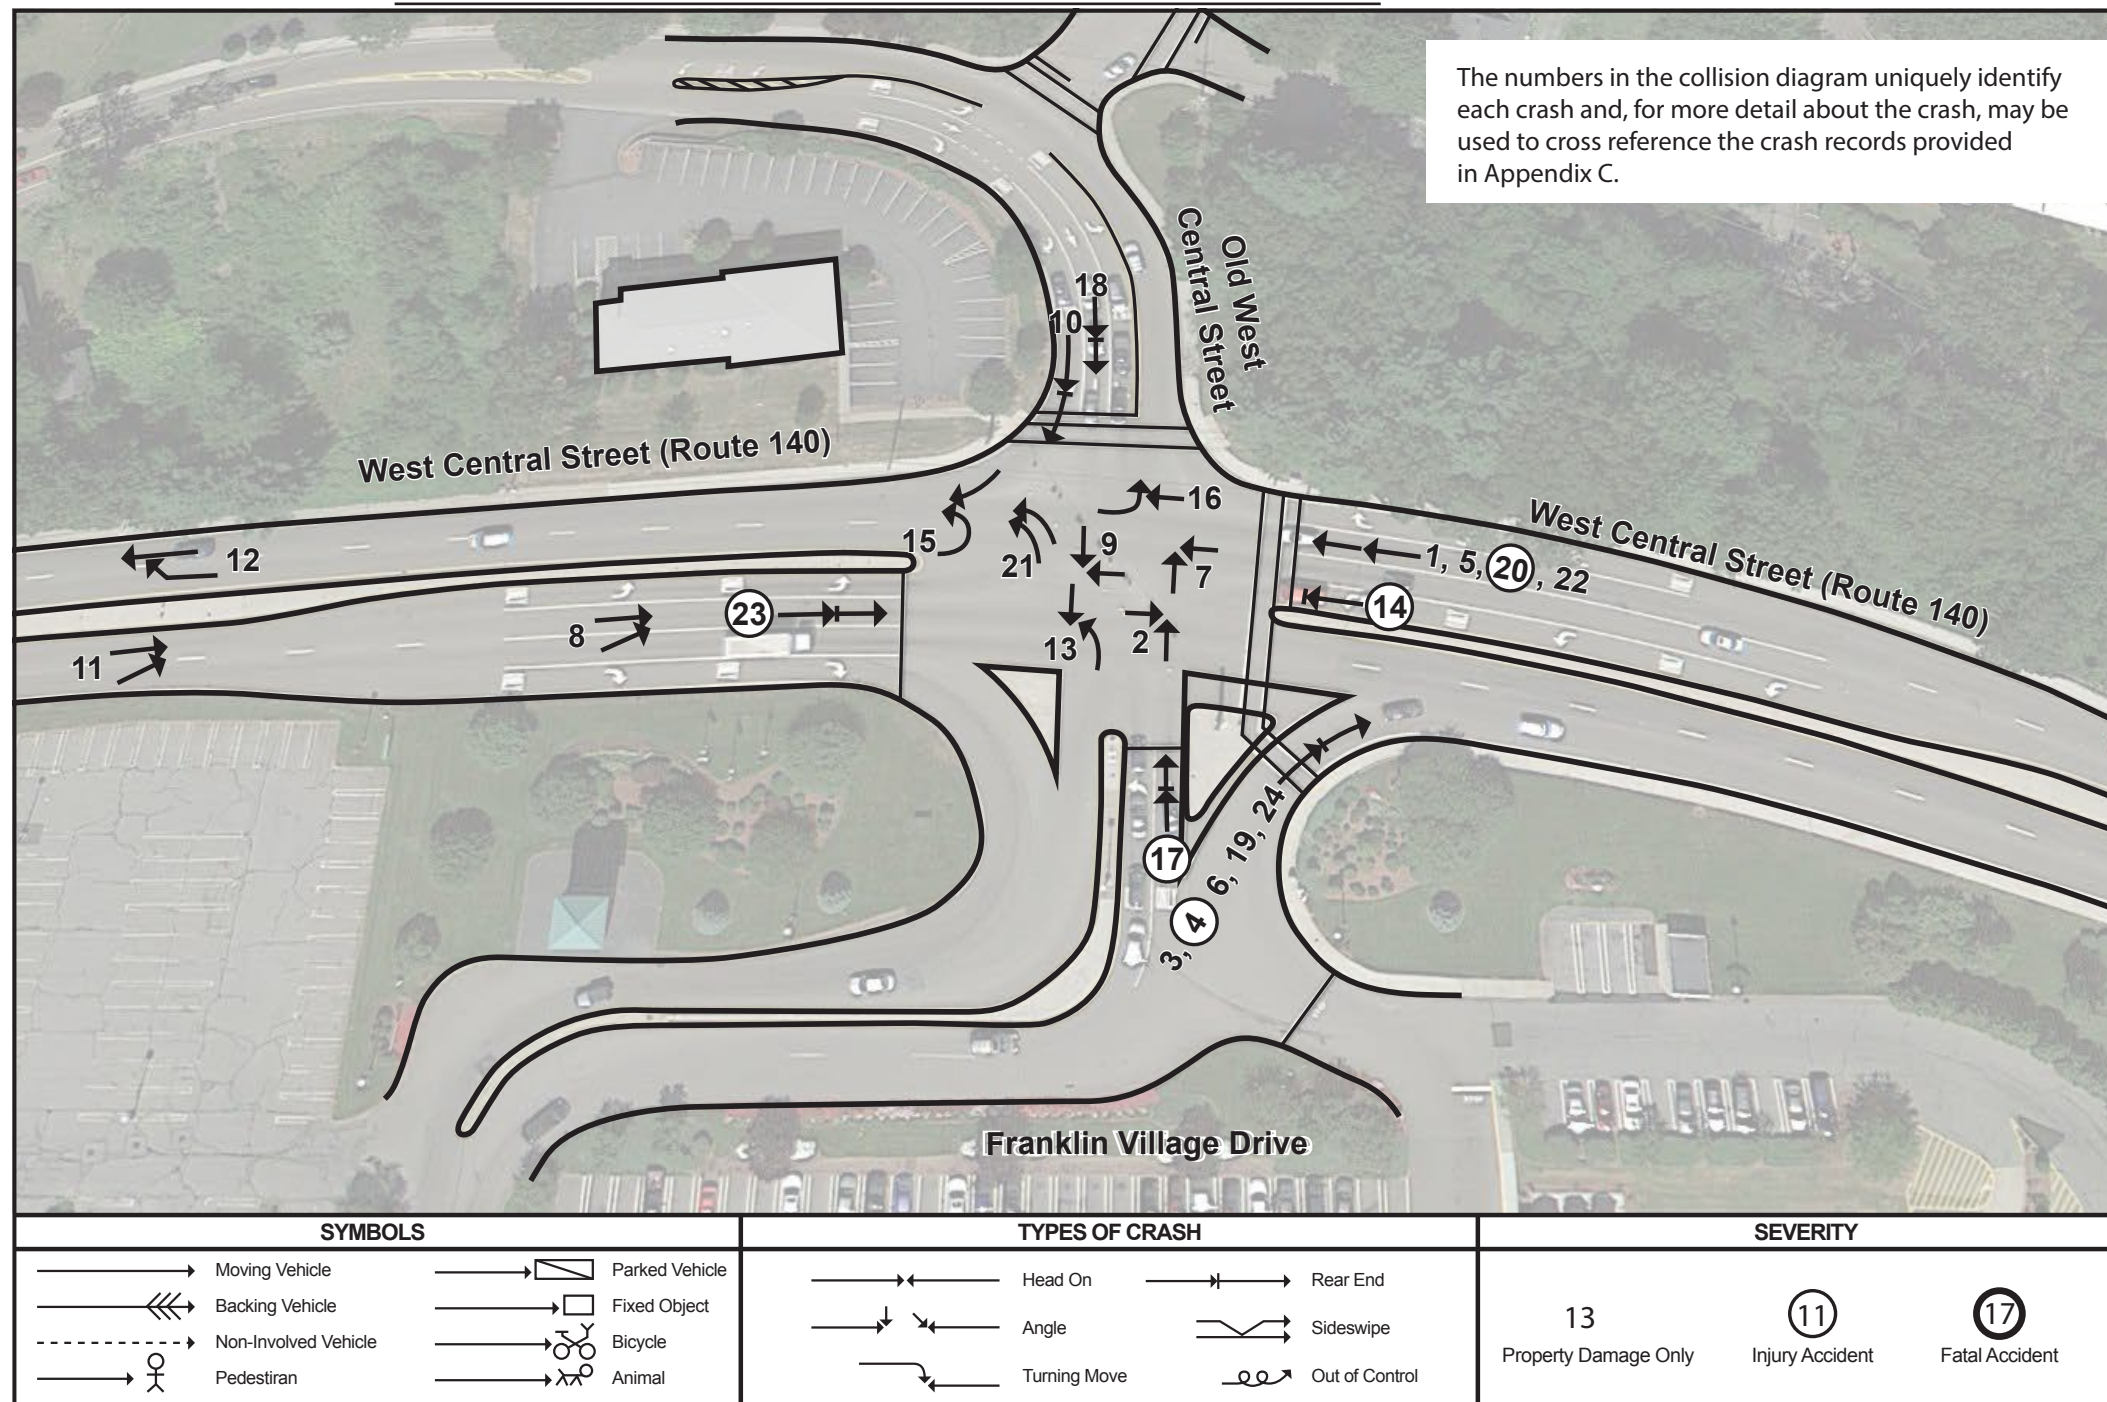 The numbers in the collision diagram uniquely identify
each crash and, for more detail about the crash, may be
used to cross reference the crash records provided
in Appendix C.
Old West
Central Street
18
10
West Central Street (Route 140)
West Central Street (Route 140)
16
15
21
9
7
12
1, 5, 20, 22
14
23
8
13
2
11
17
3, 4 6, 19, 24
Franklin Village Drive
SYMBOLS
Moving Vehicle
Parked Vehicle
Backing Vehicle
Fixed Object
Non-Involved Vehicle
Bicycle
Pedestiran
Animal
TYPES OF CRASH
Head On
Rear End
Angle
Sideswipe
Turning Move
Out of Control
SEVERITY
13
11
17
Property Damage Only
Injury Accident
Fatal Accident